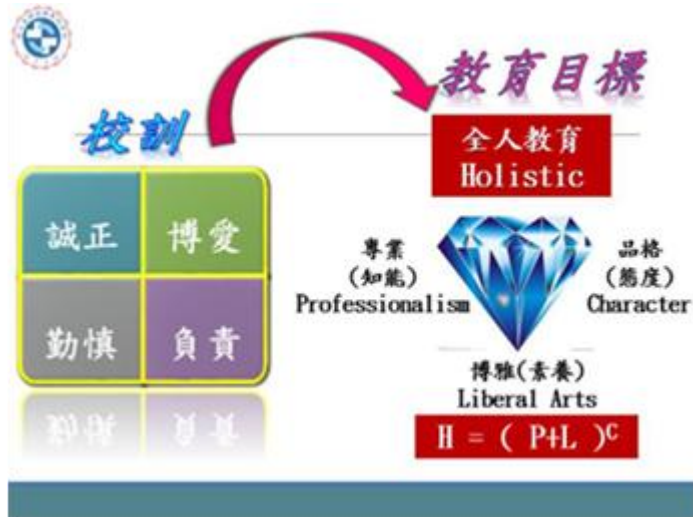 校訓
誠正
博愛
勤慎
負責
教育目標
全人教育
Holistic
專業
(知能)
Professionalism
品格
(態度)
Character
博雅(素養)
Liberal Arts
H = ( P+L )ᶜ